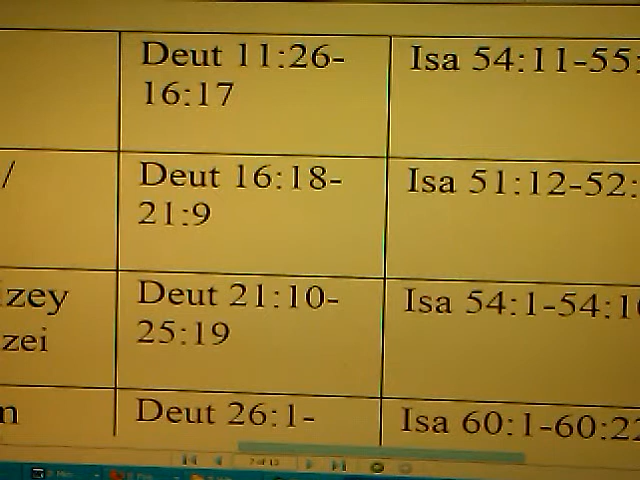 Deut 11:26-
16:17
Isa 54:11-55:
/
Deut 16:18-
21:9
Isa 51:12-52:
zey
zei
Deut 21:10-
25:19
Isa 54:1-54:1
n
Deut 26:1-
Isa 60:1-60:22